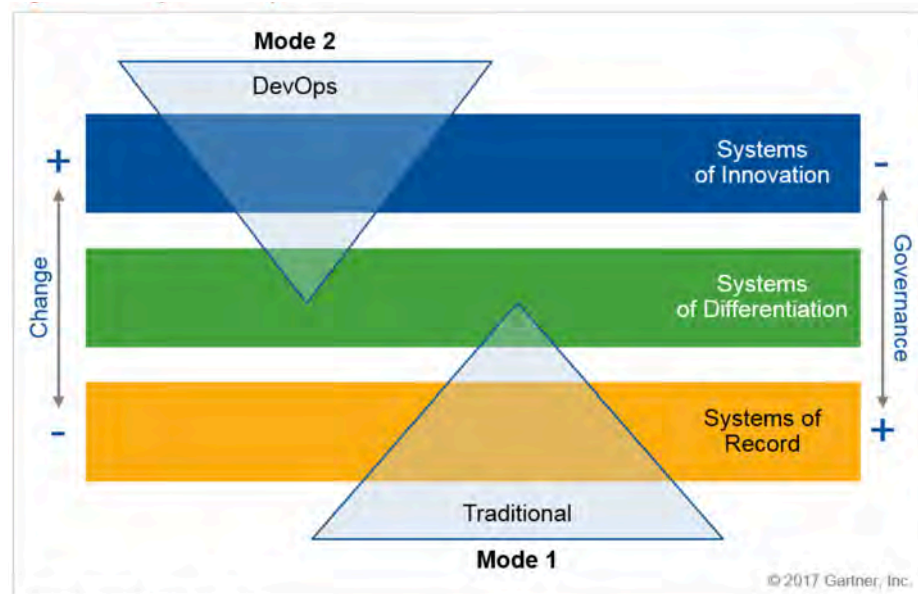 Mode 2
DevOps
Systems
of Innovation
+
-
Change
Governance
Systems
of Differentiation
-
+
Systems of
Record
Traditional
Mode 1
© 2017 Gartner, Inc.